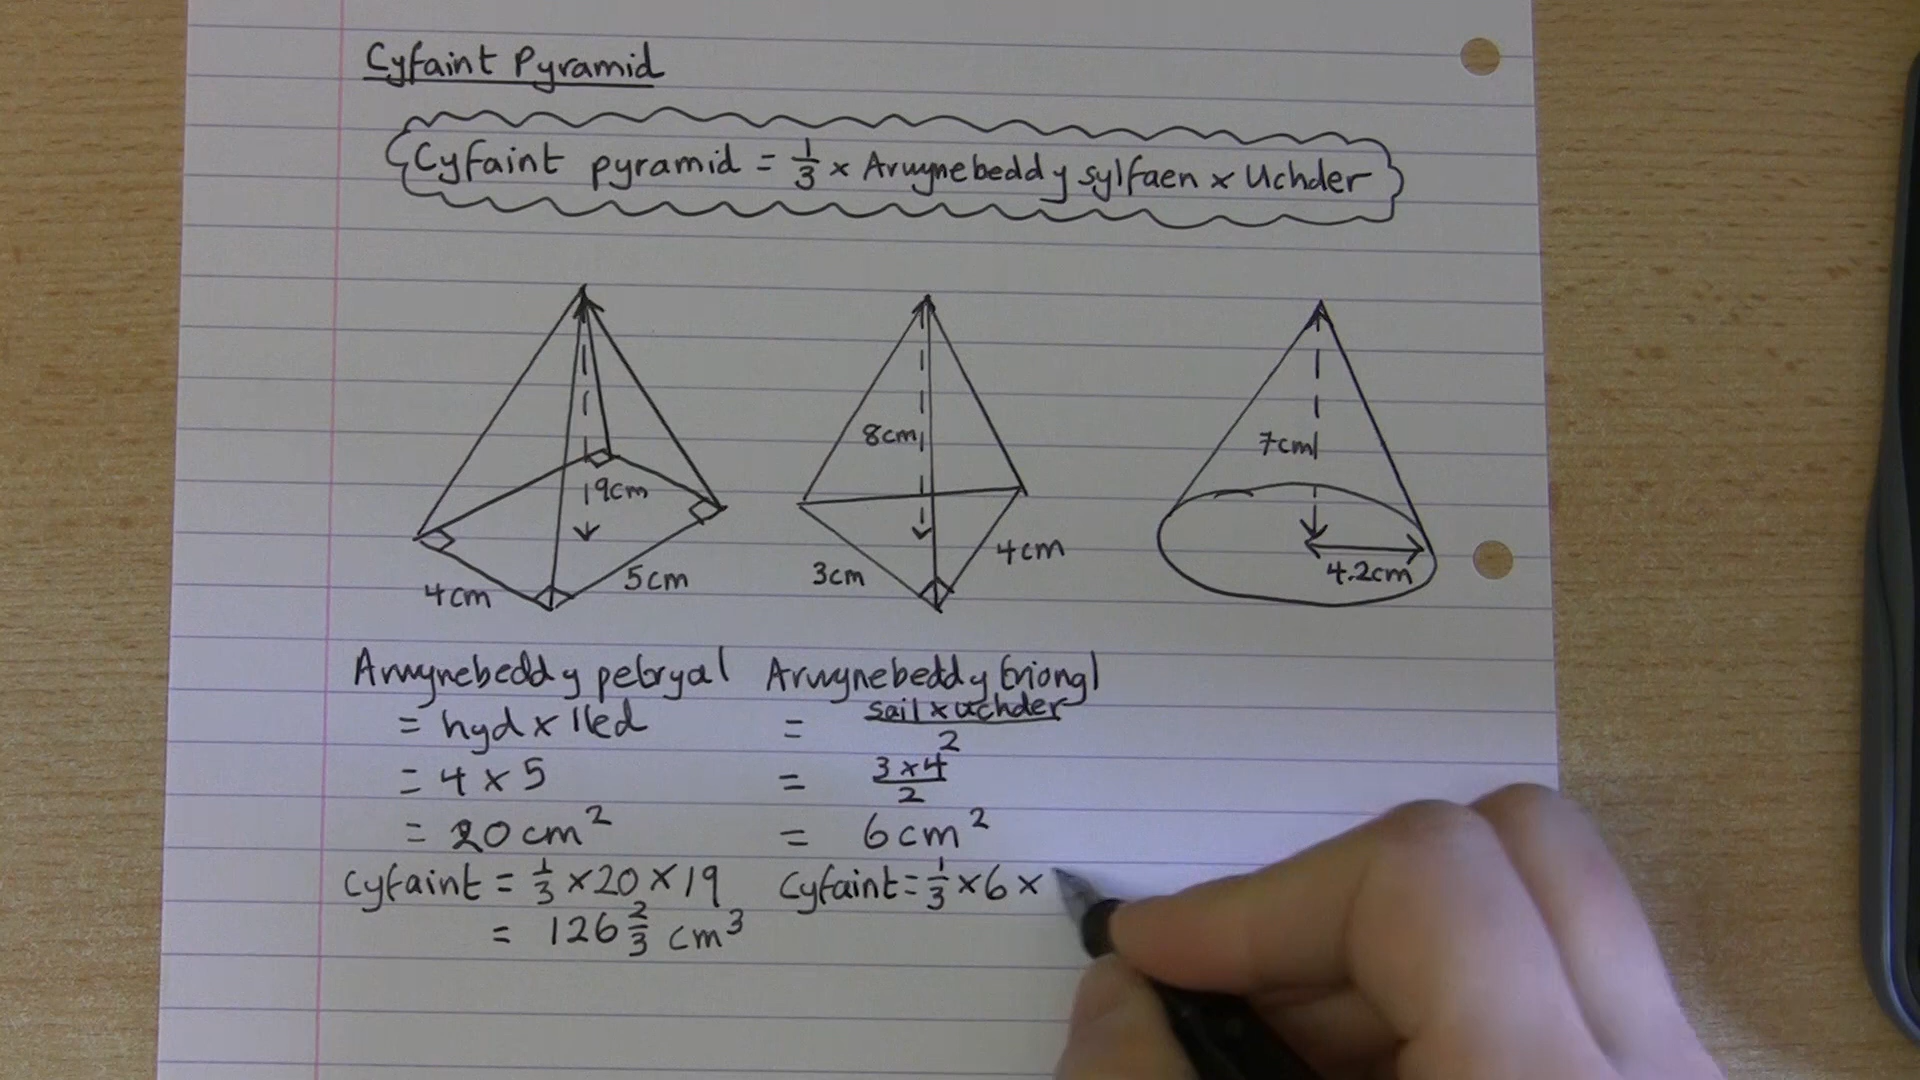 Cyfaint Pyramid
Cyfaint pyramid = 1/3 × Arwynebedd y sylfaen × Uchder
19cm
4cm
5cm
8cm
3cm
4cm
7cm
4.2cm
Arwynebedd y petryal
= hyd × lled
= 4 × 5
= 20 cm²
Cyfaint = 1/3 × 20 × 19
= 126 2/3 cm³
Arwynebedd y triongl
= sail × uchder / 2
= 3 × 4 / 2
= 6 cm²
Cyfaint = 1/3 × 6 ×